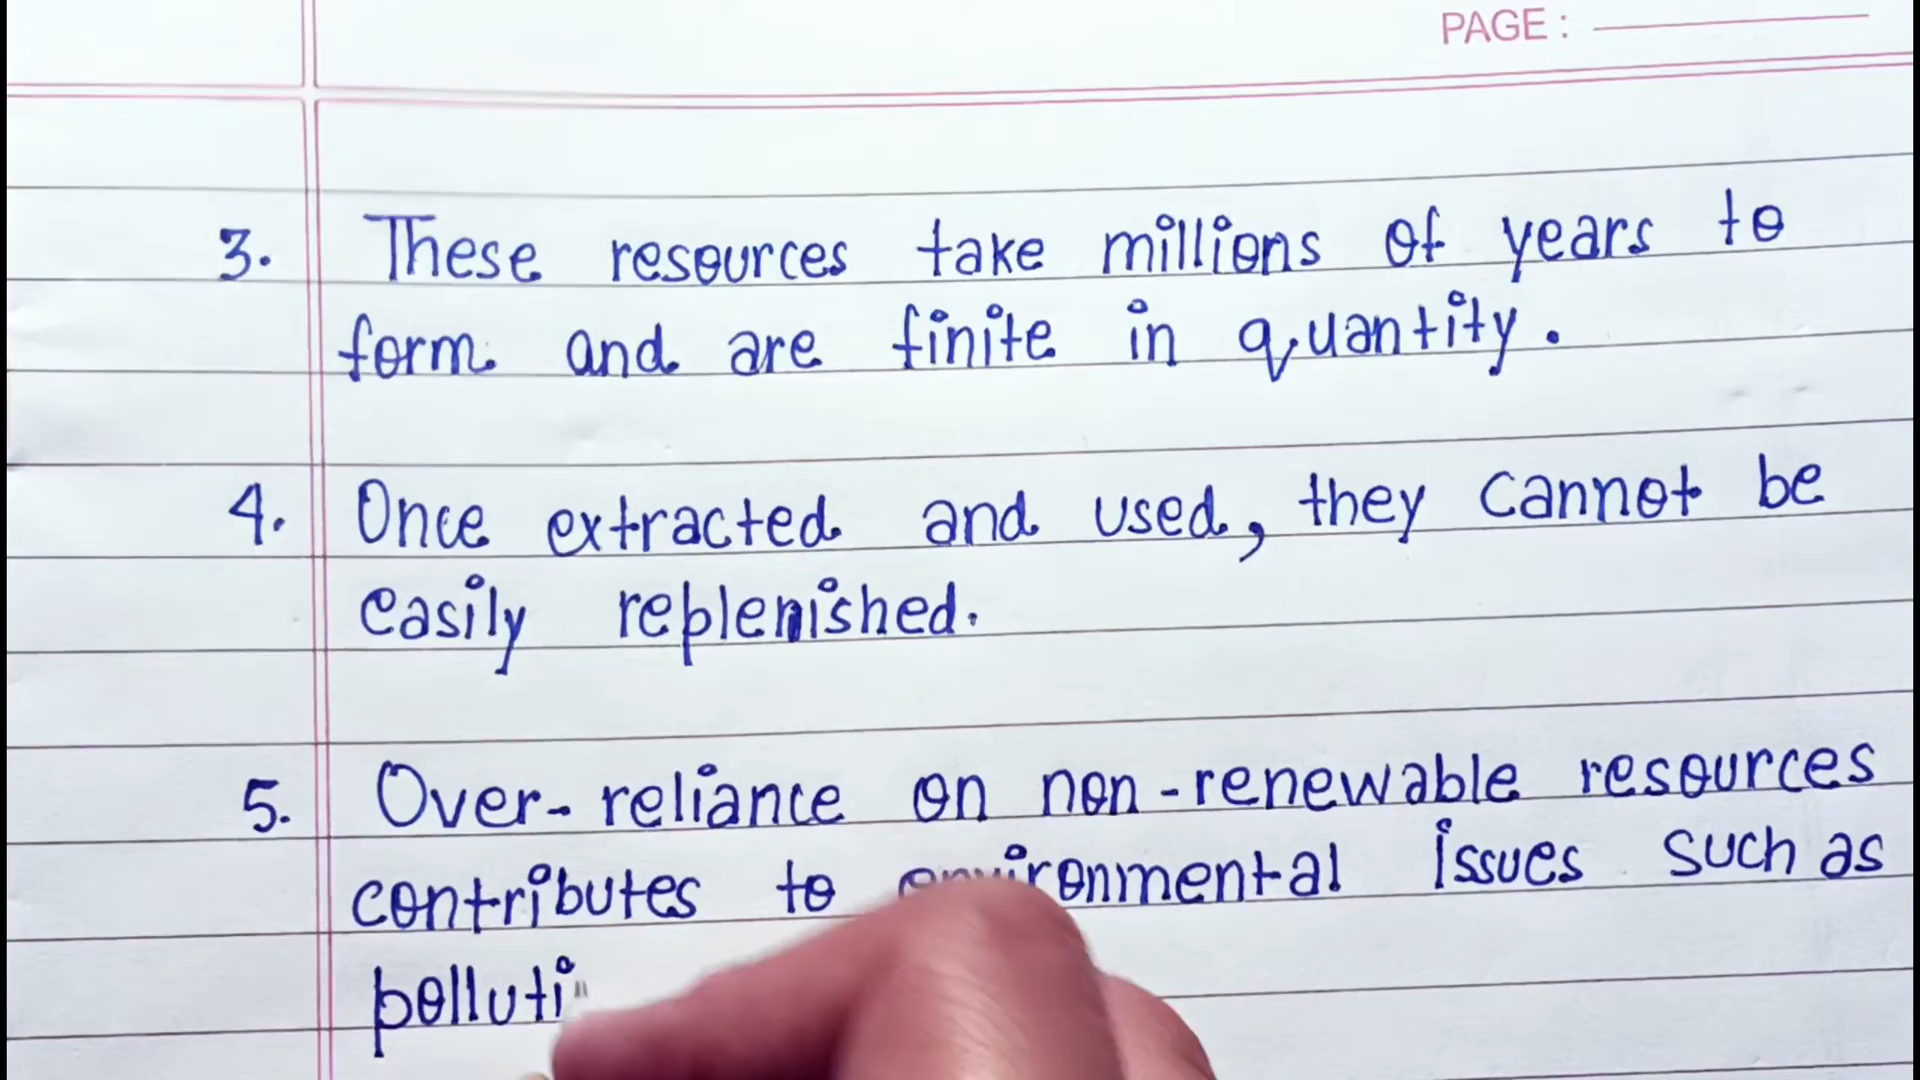 PAGE :
3. These resources take millions of years to
form and are finite in quantity.
4. Once extracted and used, they cannot be
easily replenished.
5. Over-reliance on non-renewable resources
contributes to environmental issues such as
polluti